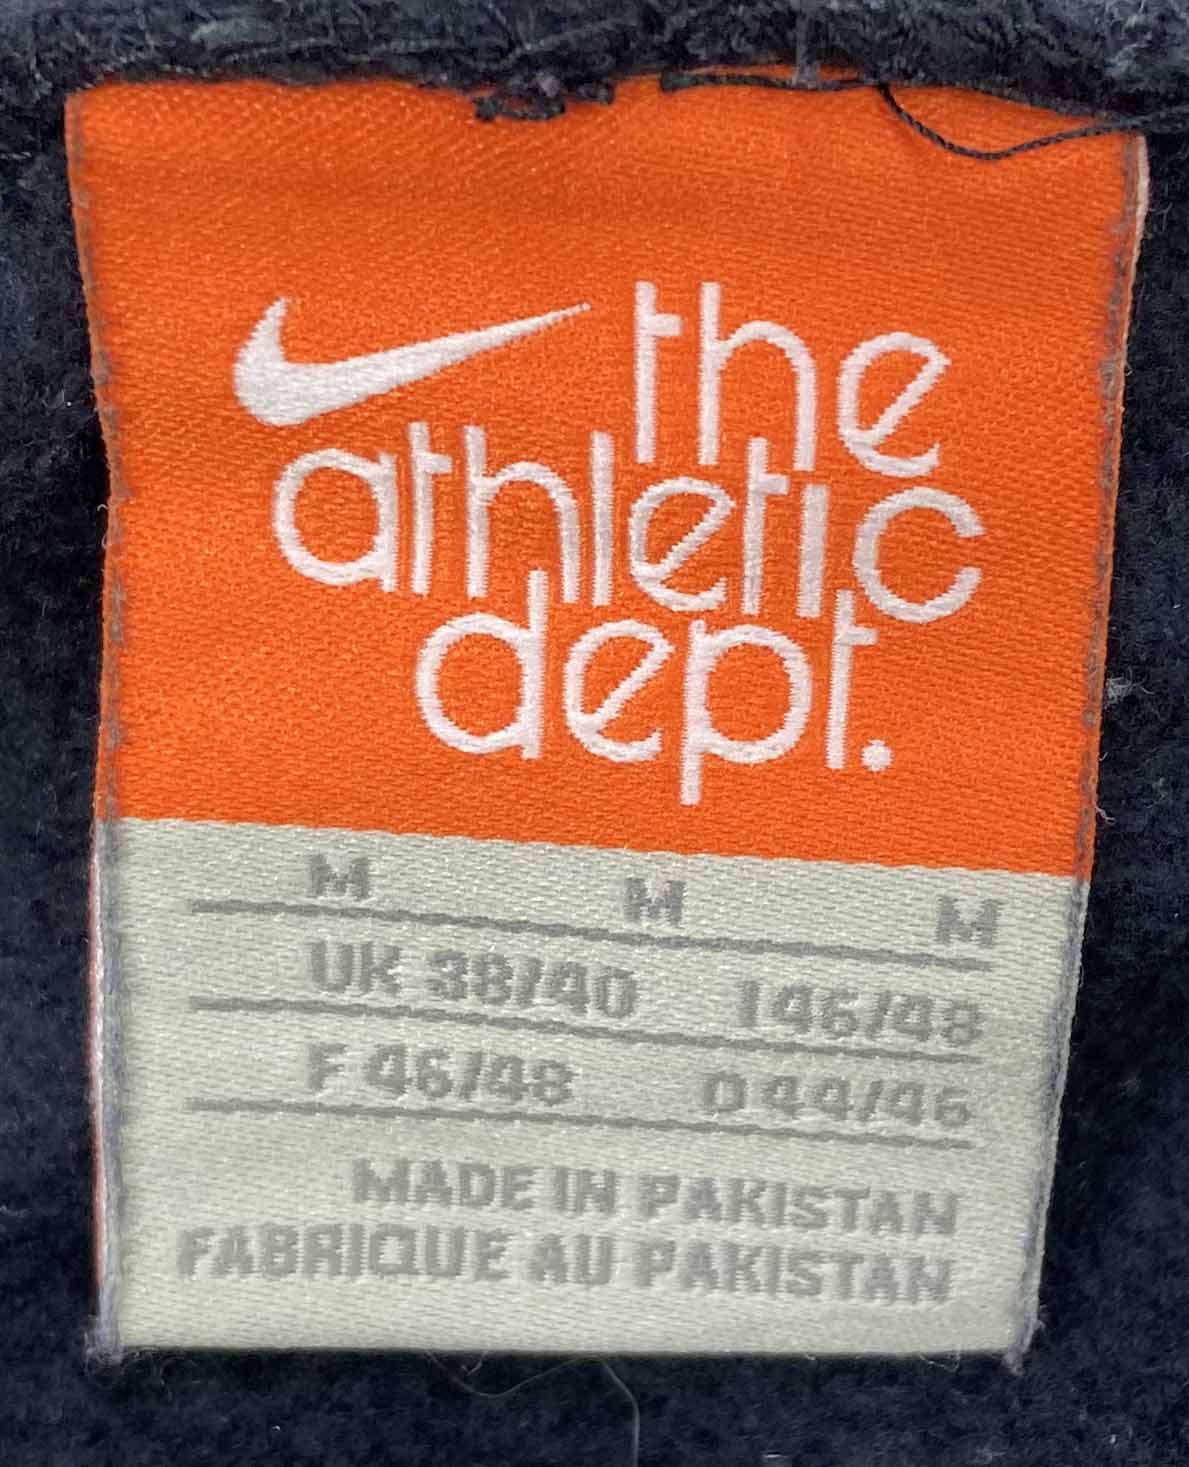 the
athletic
dept.
M M M
UK 38/40 I 46/48
F 46/48 D 44/46
MADE IN PAKISTAN
FABRIQUE AU PAKISTAN